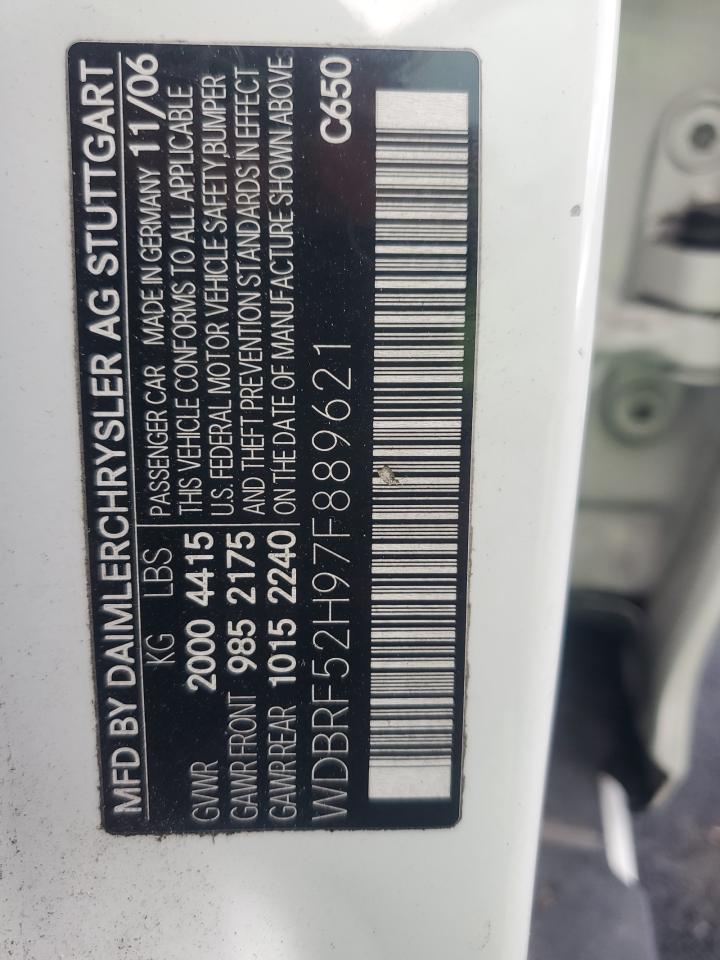 MFD BY DAIMLERCHRYSLER AG STUTTGART
KG LBS PASSENGER CAR MADE IN GERMANY 11/06
GVWR 2000 4415 THIS VEHICLE CONFORMS TO ALL APPLICABLE
GAWR FRONT 985 2175 U.S. FEDERAL MOTOR VEHICLE SAFETY,BUMPER
AND THEFT PREVENTION STANDARDS IN EFFECT
GAWR REAR 1015 2240 ON THE DATE OF MANUFACTURE SHOWN ABOVE.
WDBRF52H97F889621 C650